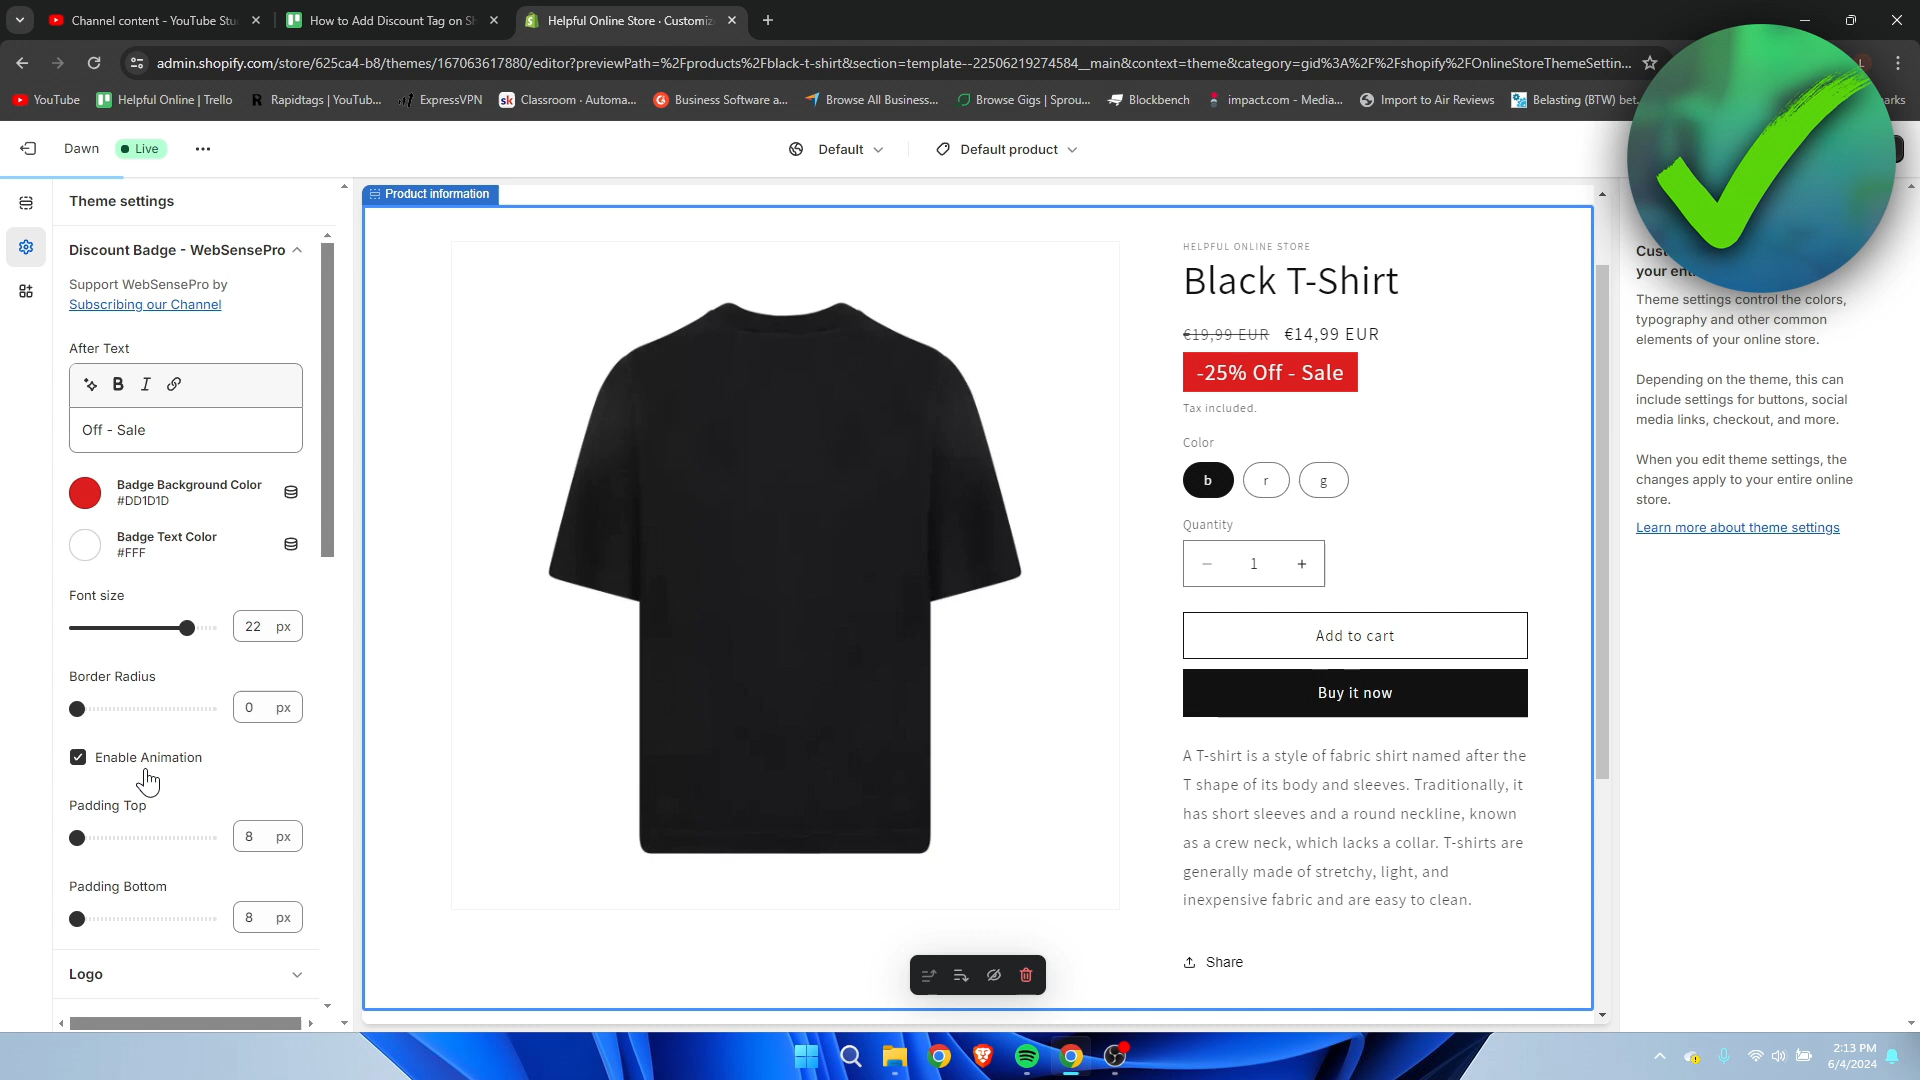 Channel content - YouTube Stu
How to Add Discount Tag on S
Helpful Online Store · Customiz
admin.shopify.com/store/625ca4-b8/themes/167063617880/editor?previewPath=%2Fproducts%2Fblack-t-shirt&section=template--22506219274584__main&context=theme&category=gid%3A%2F%2Fshopify%2FOnlineStoreThemeSettin...
YouTube
Helpful Online | Trello
Rapidtags | YouTub...
ExpressVPN
Classroom · Automa...
Business Software a...
Browse All Business...
Browse Gigs | Sprou...
Blockbench
impact.com - Media...
Import to Air Reviews
Belasting (BTW) bet.
arks
Dawn
Live
Default
Default product
Theme settings
Discount Badge - WebSensePro
Support WebSensePro by
Subscribing our Channel
After Text
B I
Off - Sale
Badge Background Color
#DD1D1D
Badge Text Color
#FFF
Font size
22 px
Border Radius
0 px
Enable Animation
Padding Top
8 px
Padding Bottom
8 px
Logo
Product information
HELPFUL ONLINE STORE
Black T-Shirt
€19,99 EUR €14,99 EUR
-25% Off - Sale
Tax included.
Color
b r g
Quantity
− 1 +
Add to cart
Buy it now
A T-shirt is a style of fabric shirt named after the
T shape of its body and sleeves. Traditionally, it
has short sleeves and a round neckline, known
as a crew neck, which lacks a collar. T-shirts are
generally made of stretchy, light, and
inexpensive fabric and are easy to clean.
Share
Cus
your en
Theme settings control the colors,
typography and other common
elements of your online store.
Depending on the theme, this can
include settings for buttons, social
media links, checkout, and more.
When you edit theme settings, the
changes apply to your entire online
store.
Learn more about theme settings
2:13 PM
6/4/2024